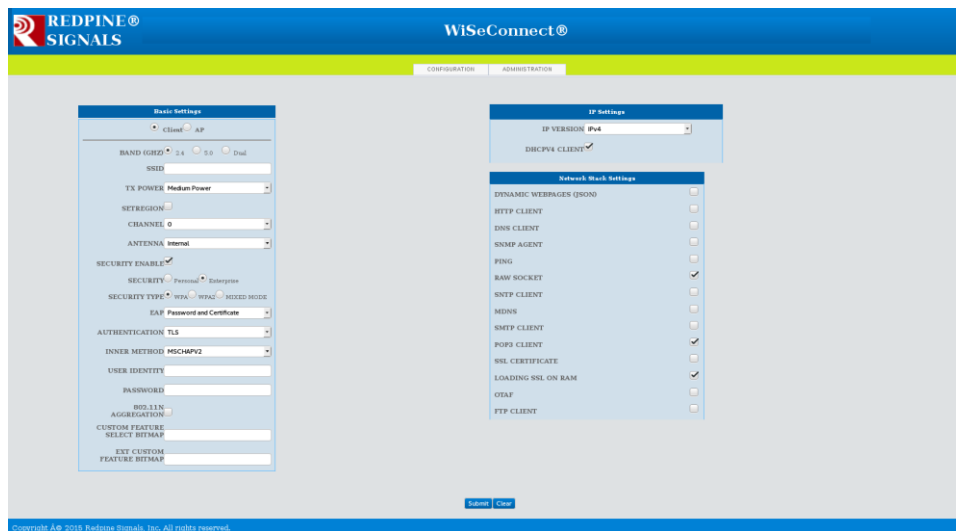 REDPINE®
SIGNALS
WiSeConnect®
CONFIGURATION ADMINISTRATION
Basic Settings
Client AP
BAND (GHZ) 2.4 5.0 Dual
SSID
TX POWER Medium Power
SETREGION
CHANNEL 0
ANTENNA Internal
SECURITY ENABLE
SECURITY Personal Enterprise
SECURITY TYPE WPA WPA2 MIXED MODE
EAP Password and Certificate
AUTHENTICATION TLS
INNER METHOD MSCHAPV2
USER IDENTITY
PASSWORD
802.11N
AGGREGATION
CUSTOM FEATURE
SELECT BITMAP
EXT CUSTOM
FEATURE BITMAP
IP Settings
IP VERSION IPv4
DHCPV4 CLIENT
Network Stack Settings
DYNAMIC WEBPAGES (JSON)
HTTP CLIENT
DNS CLIENT
SNMP AGENT
PING
RAW SOCKET
SNTP CLIENT
MDNS
SMTP CLIENT
POP3 CLIENT
SSL CERTIFICATE
LOADING SSL ON RAM
OTAF
FTP CLIENT
Submit Clear
Copyright Â© 2015 Redpine Signals, Inc. All rights reserved.